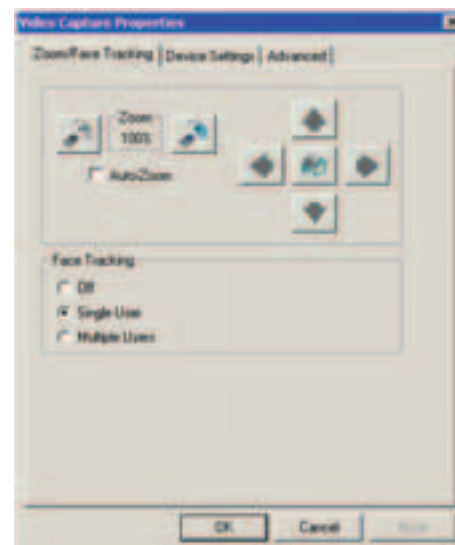 Video Capture Properties
Zoom/Face Tracking Device Settings Advanced
Zoom
100%
Auto-Zoom
Face Tracking
Off
Single User
Multiple Users
OK Cancel